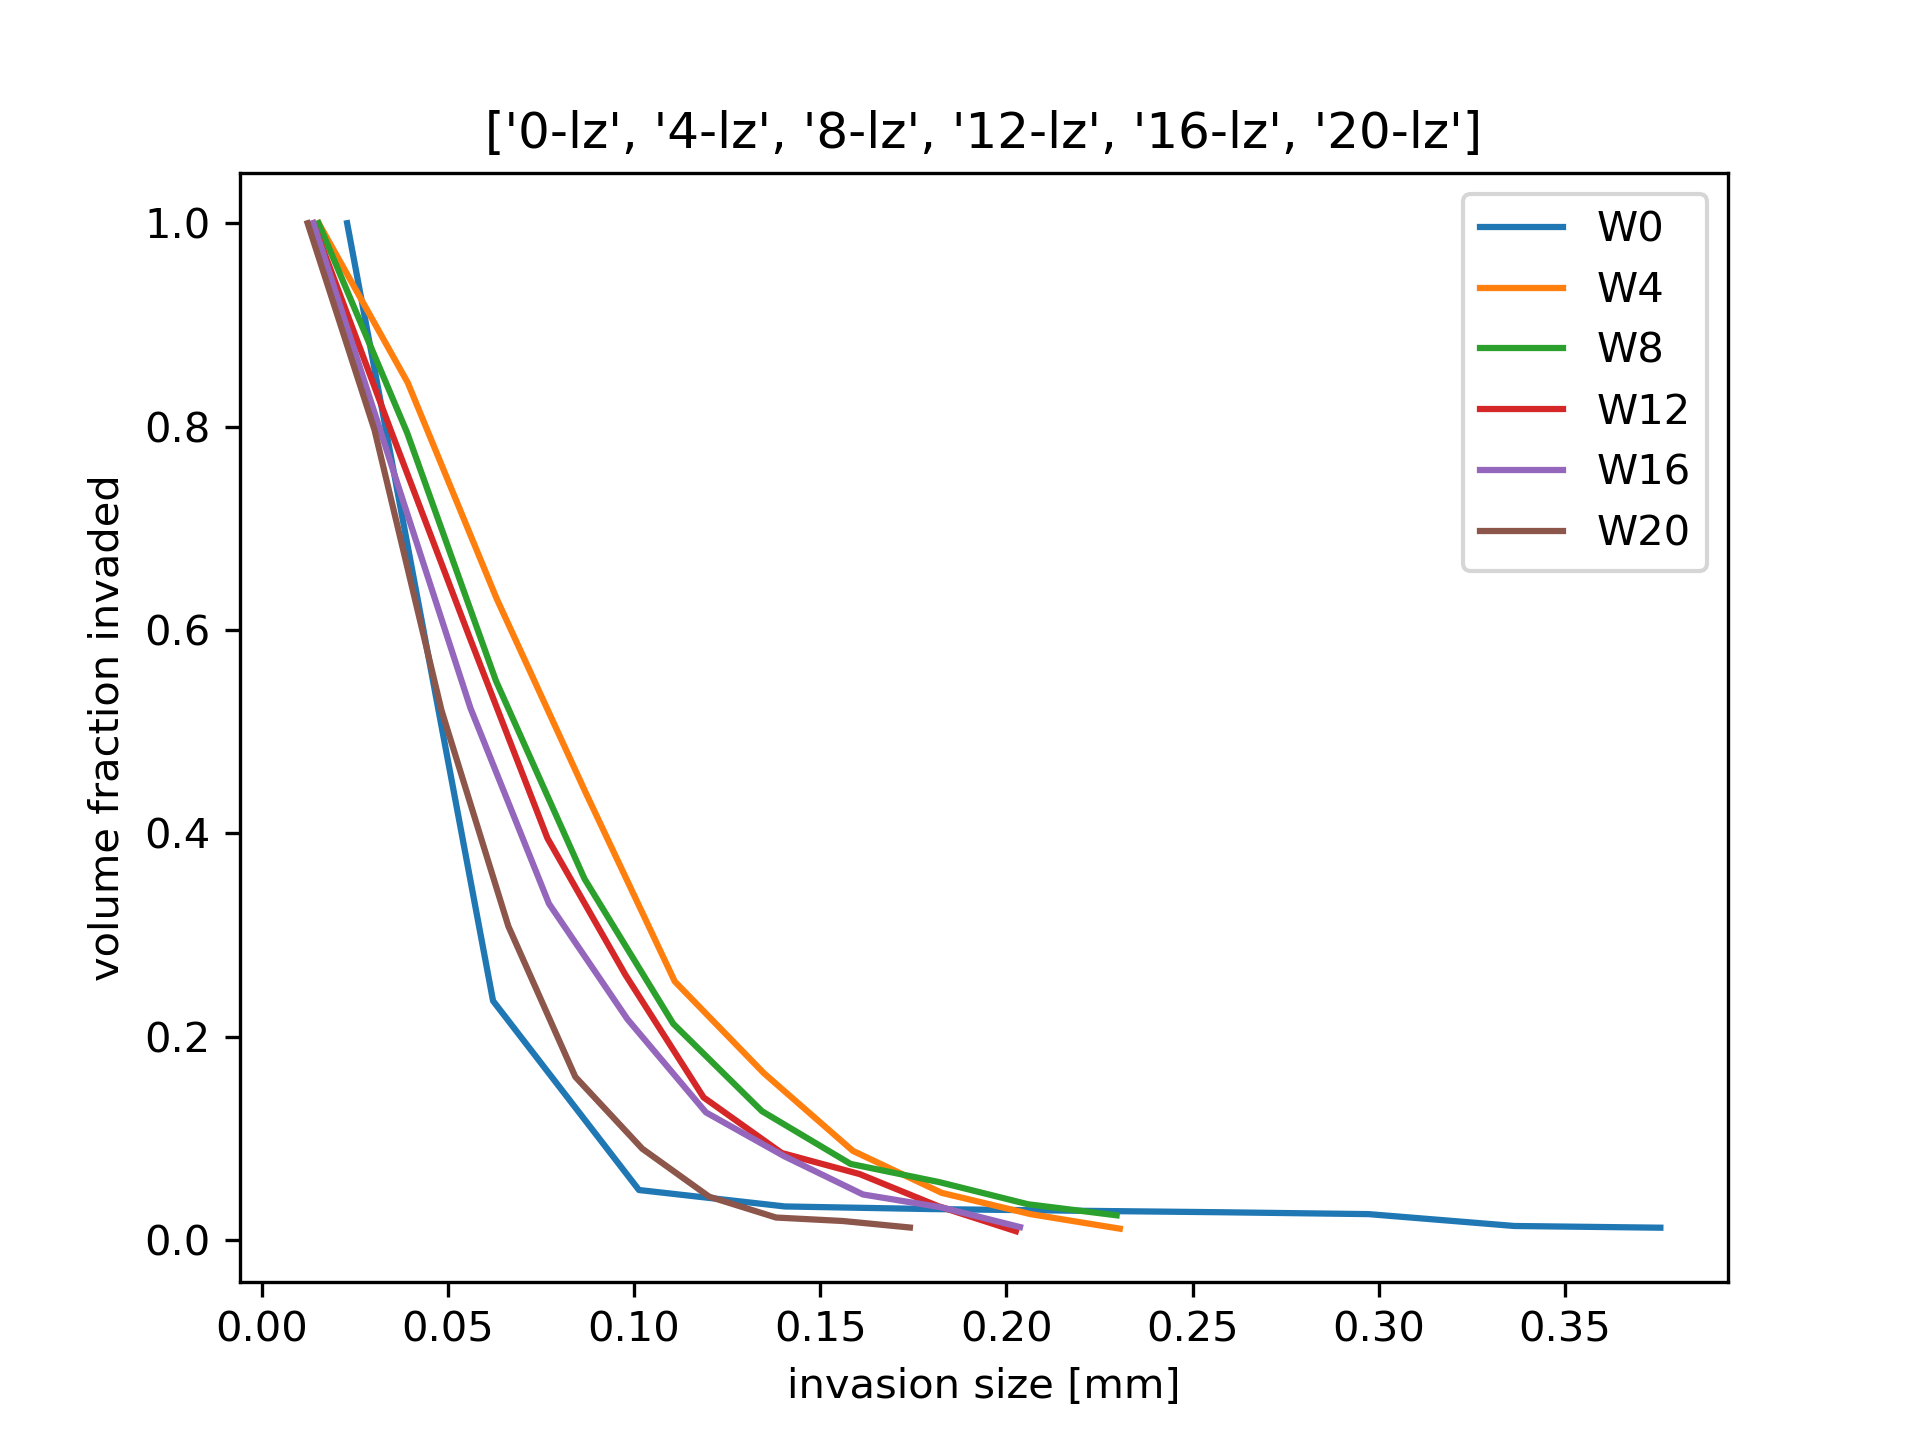 ['0-lz', '4-lz', '8-lz', '12-lz', '16-lz', '20-lz']
1.0
0.8
0.6
0.4
0.2
0.0
volume fraction invaded
W0
W4
W8
W12
W16
W20
0.00 0.05 0.10 0.15 0.20 0.25 0.30 0.35
invasion size [mm]